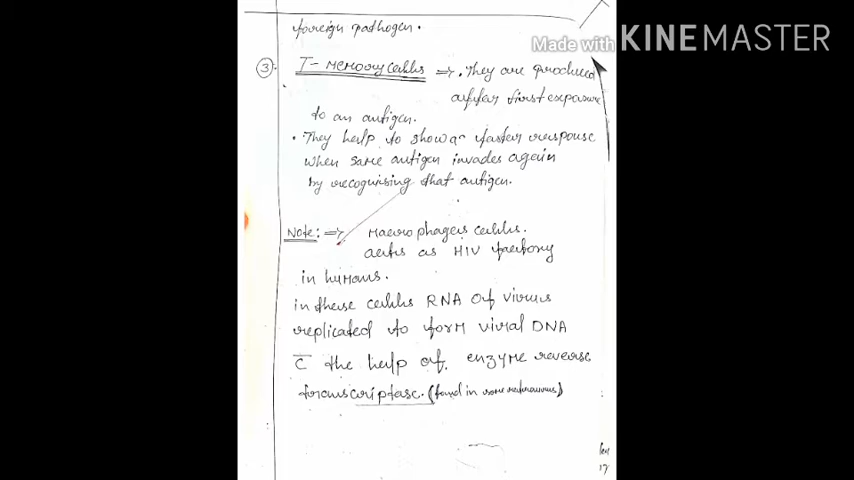 foreign pathogen.
Made with KINEMASTER
③ T-memory cells ⇒ . They are produced
after first exposure
to an antigen.
• They help to show a faster response
when same antigen invades again
by recognising that antigen.
Note: ⇒ Macrophages cells.
acts as HIV factory
in humans.
in these cells RNA of virus
replicated to form viral DNA
c̅ the help of. enzyme reverse
transcriptase. (found in some retroviruses)
17